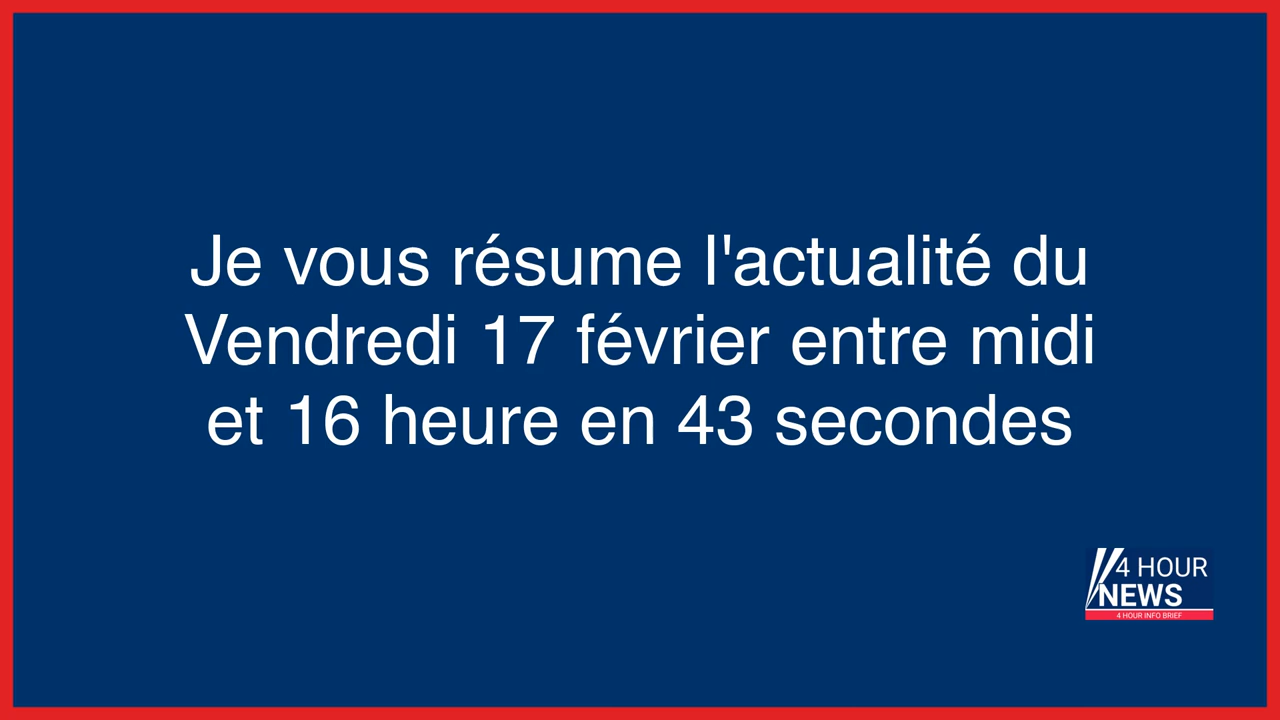 Je vous résume l'actualité du
Vendredi 17 février entre midi
et 16 heure en 43 secondes
4 HOUR
NEWS
4 HOUR INFO BRIEF